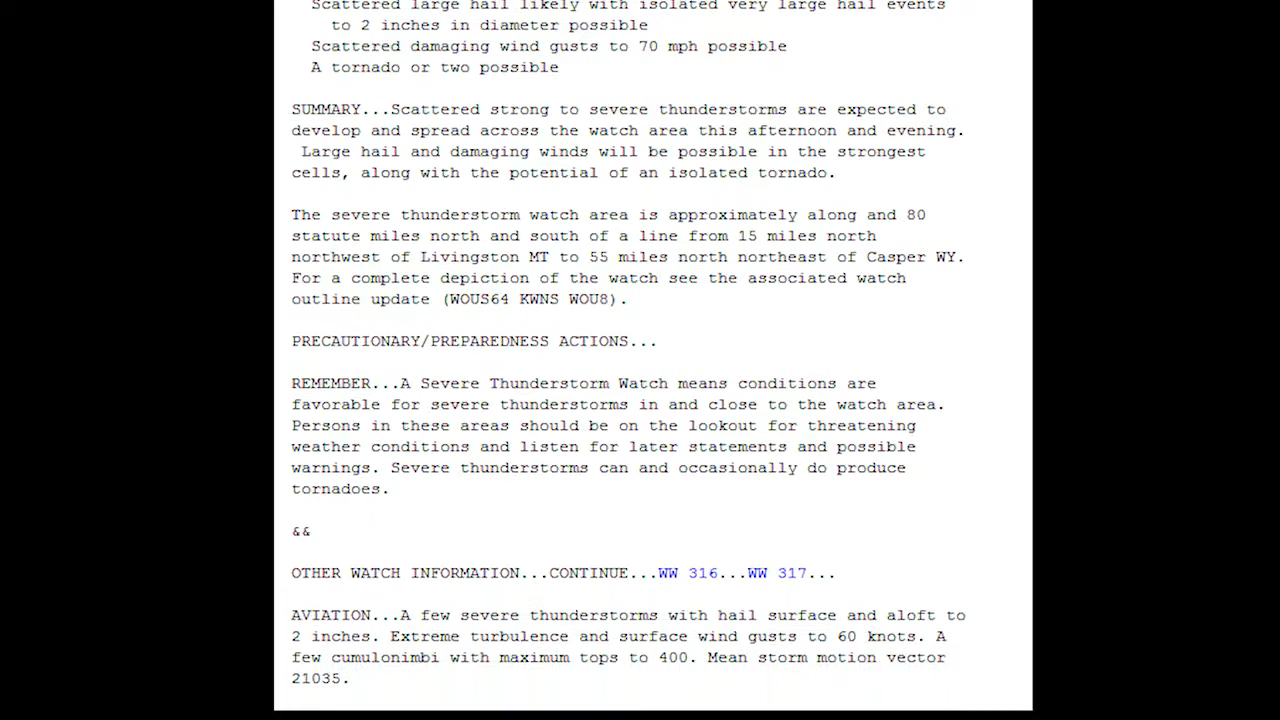 Scattered large hail likely with isolated very large hail events
to 2 inches in diameter possible
Scattered damaging wind gusts to 70 mph possible
A tornado or two possible
SUMMARY...Scattered strong to severe thunderstorms are expected to
develop and spread across the watch area this afternoon and evening.
Large hail and damaging winds will be possible in the strongest
cells, along with the potential of an isolated tornado.
The severe thunderstorm watch area is approximately along and 80
statute miles north and south of a line from 15 miles north
northwest of Livingston MT to 55 miles north northeast of Casper WY.
For a complete depiction of the watch see the associated watch
outline update (WOUS64 KWNS WOU8).
PRECAUTIONARY/PREPAREDNESS ACTIONS...
REMEMBER...A Severe Thunderstorm Watch means conditions are
favorable for severe thunderstorms in and close to the watch area.
Persons in these areas should be on the lookout for threatening
weather conditions and listen for later statements and possible
warnings. Severe thunderstorms can and occasionally do produce
tornadoes.
&&
OTHER WATCH INFORMATION...CONTINUE...WW 316...WW 317...
AVIATION...A few severe thunderstorms with hail surface and aloft to
2 inches. Extreme turbulence and surface wind gusts to 60 knots. A
few cumulonimbi with maximum tops to 400. Mean storm motion vector
21035.